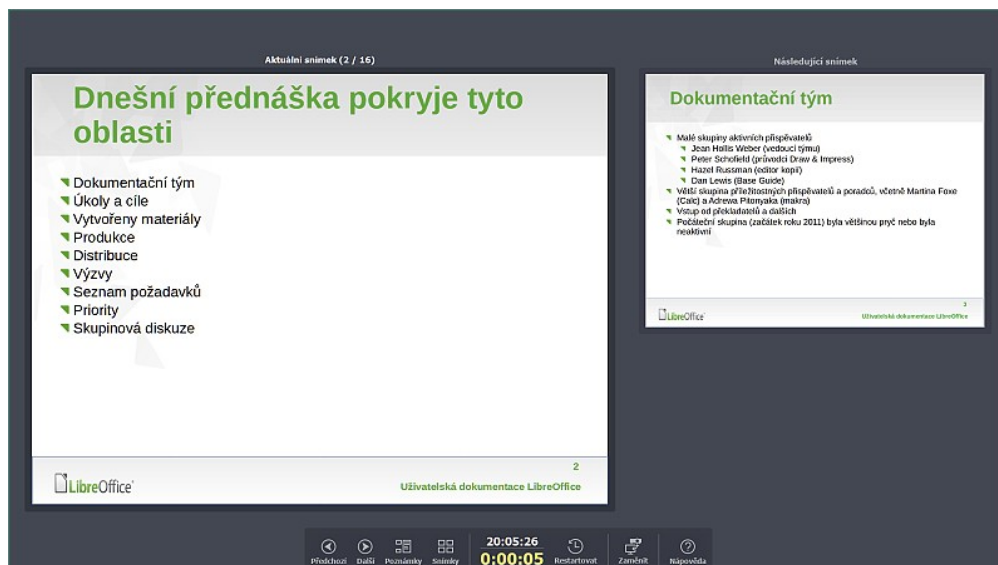 Aktuální snímek (2 / 16)
Dnešní přednáška pokryje tyto
oblasti
Dokumentační tým
Úkoly a cíle
Vytvořeny materiály
Produkce
Distribuce
Výzvy
Seznam požadavků
Priority
Skupinová diskuze
LibreOffice
2
Uživatelská dokumentace LibreOffice
Následující snímek
Dokumentační tým
Malé skupiny aktivních přispěvatelů
Jean Hollis Weber (vedoucí týmu)
Peter Schofield (průvodci Draw & Impress)
Hazel Russman (editor kopií)
Dan Lewis (Base Guide)
Větší skupina příležitostných přispěvatelů a poradců, včetně Martina Foxe
(Calc) a Adrewa Pitonyaka (makra)
Vstup od překladatelů a dalších
Počáteční skupina (začátek roku 2011) byla většinou pryč nebo byla
neaktivní
LibreOffice
3
Uživatelská dokumentace LibreOffice
Předchozí Další Poznámky Snímky
20:05:26
0:00:05
Restartovat Zaměnit Nápověda